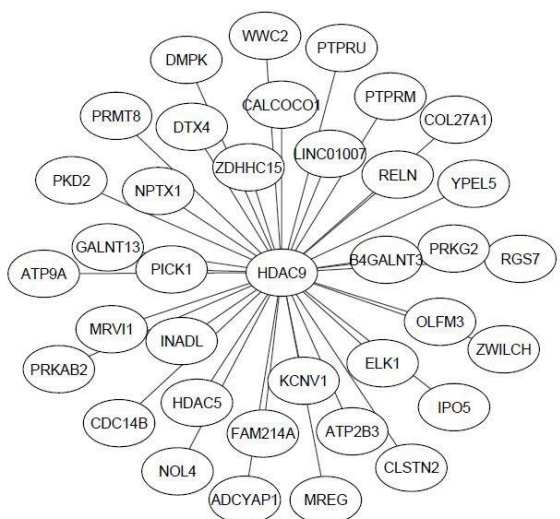 WWC2
PTPRU
DMPK
PTPRM
CALCOCO1
COL27A1
PRMT8
DTX4
LINC01007
ZDHHC15
RELN
YPEL5
PKD2
NPTX1
GALNT13
B4GALNT3
PRKG2
RGS7
ATP9A
PICK1
HDAC9
OLFM3
MRVI1
INADL
ZWILCH
PRKAB2
ELK1
KCNV1
HDAC5
IPO5
CDC14B
FAM214A
ATP2B3
NOL4
CLSTN2
ADCYAP1
MREG